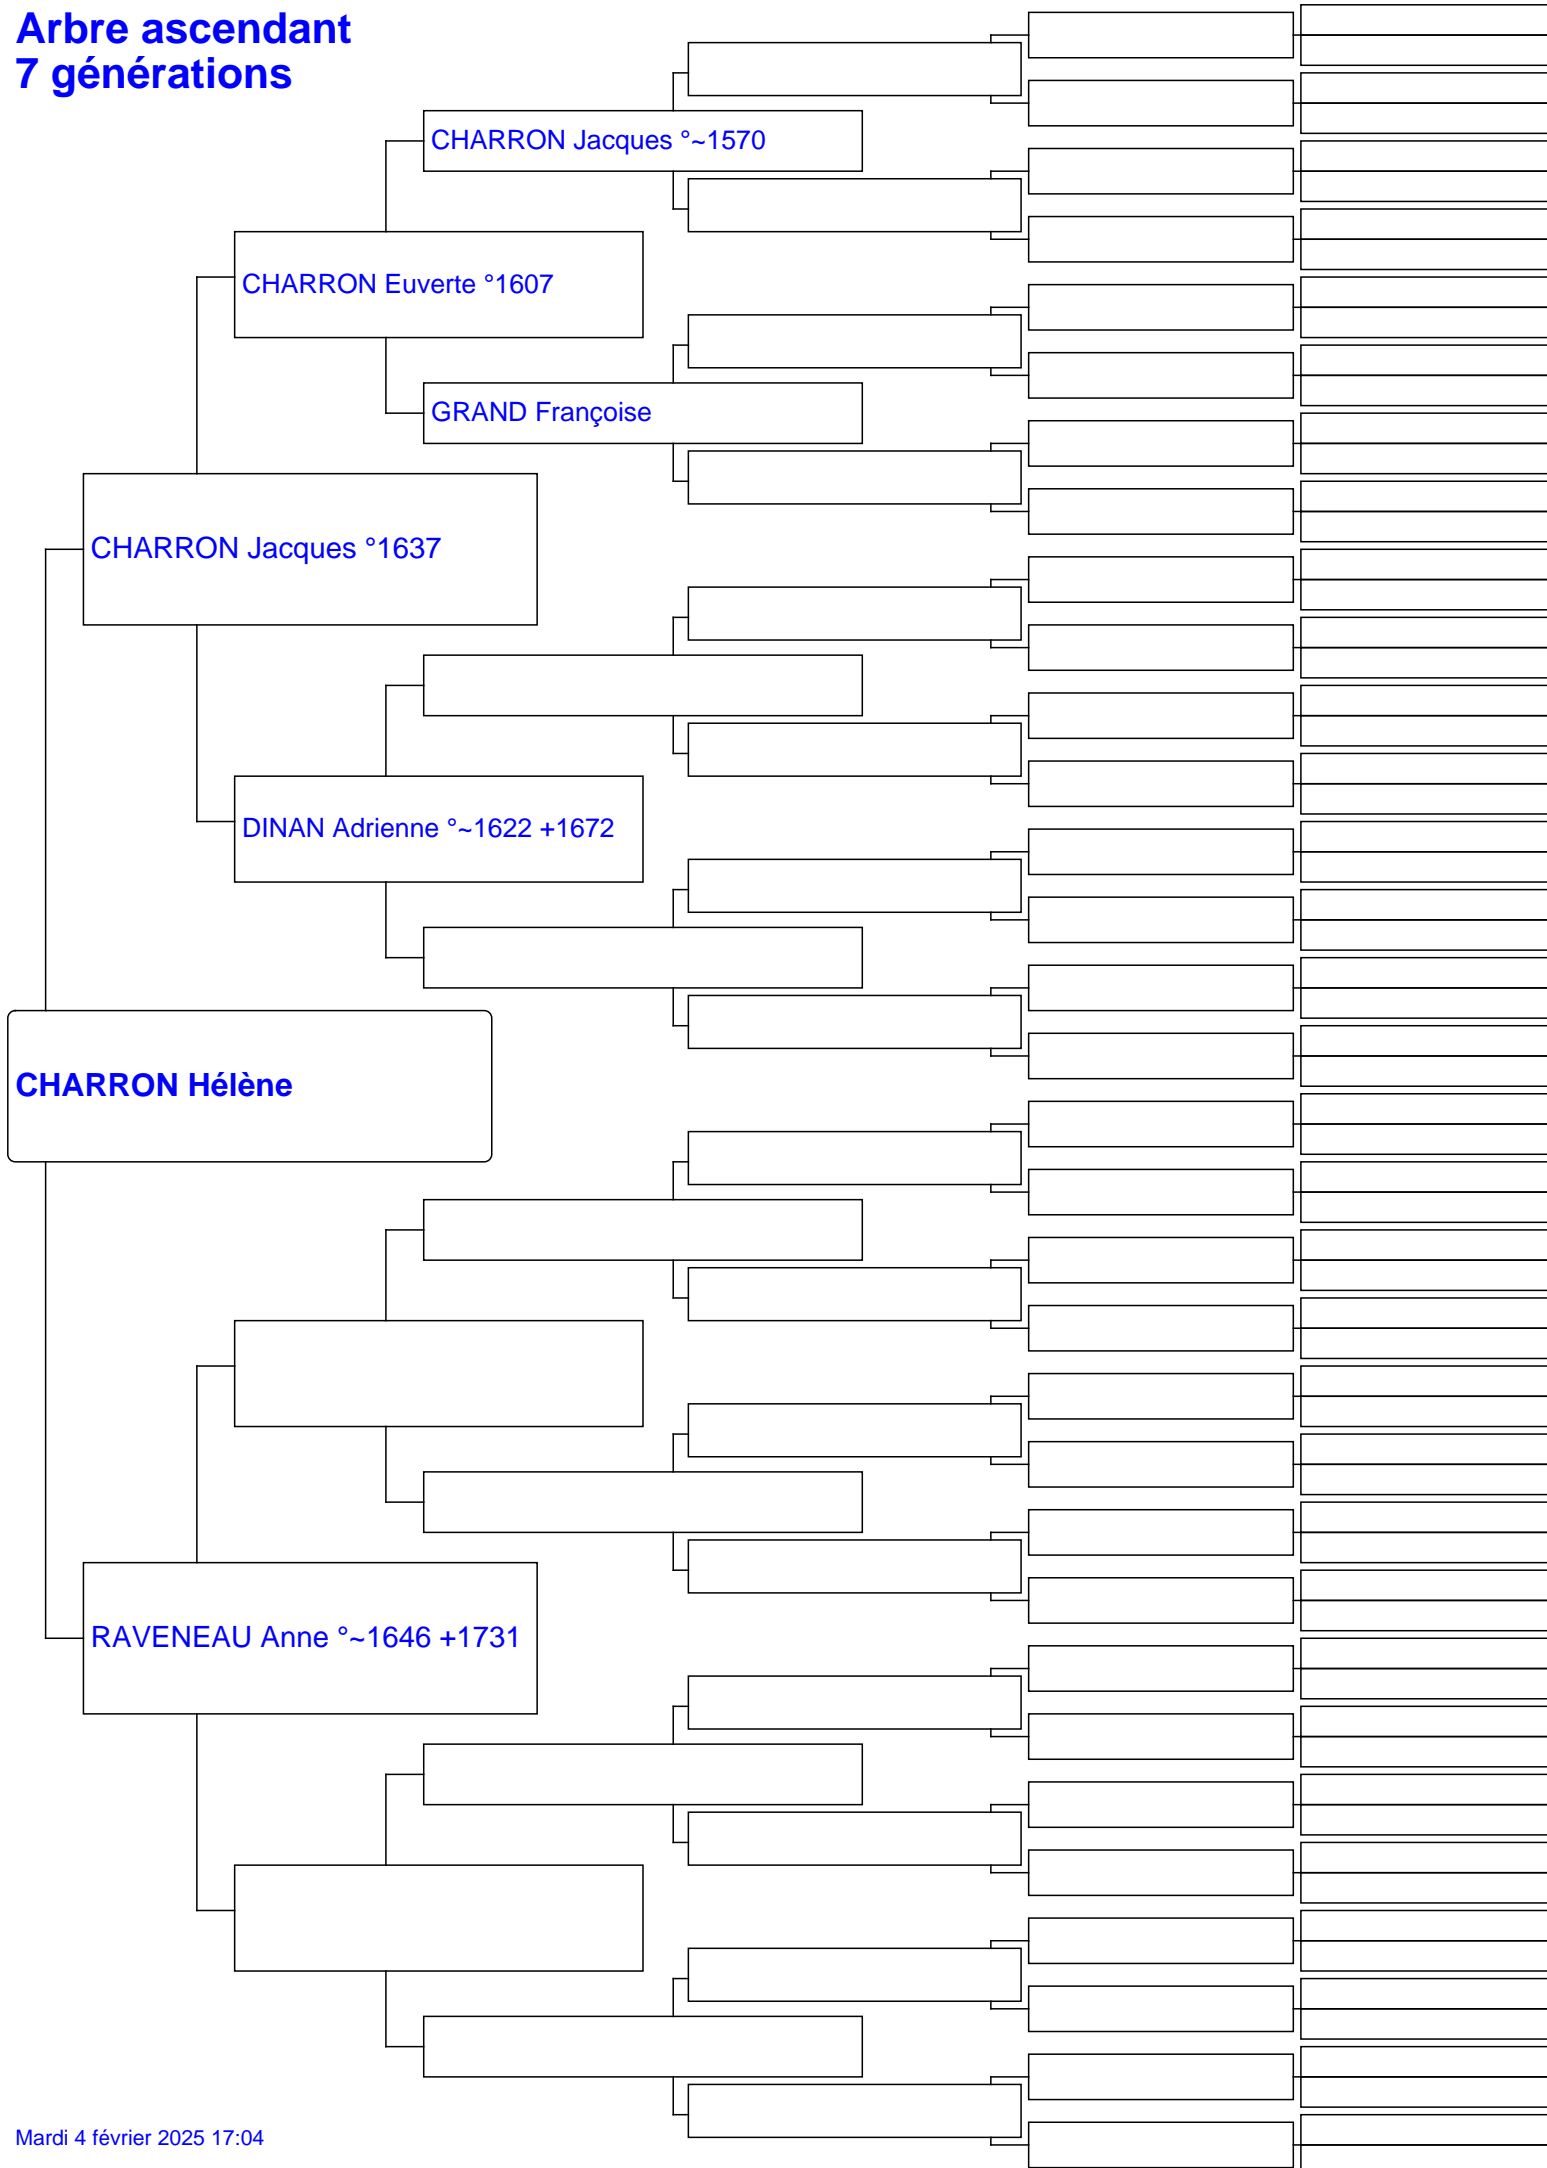 Arbre ascendant
7 générations
CHARRON Jacques °~1570
CHARRON Euverte °1607
GRAND Françoise
CHARRON Jacques °1637
DINAN Adrienne °~1622 +1672
CHARRON Hélène
RAVENEAU Anne °~1646 +1731
Mardi 4 février 2025 17:04